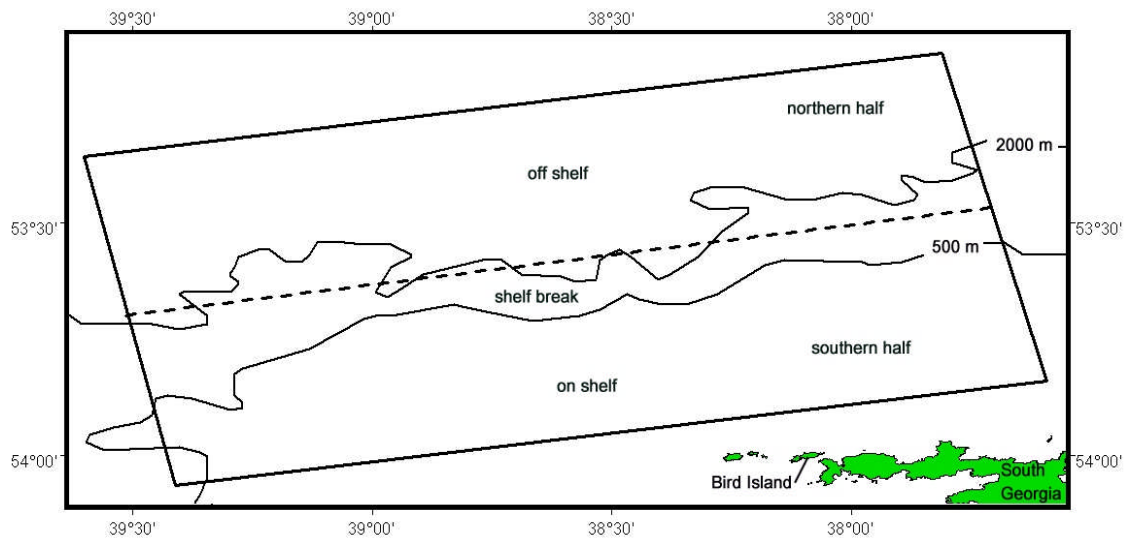 39°30' 39°00' 38°30' 38°00'
northern half
2000 m
off shelf
53°30' 53°30'
500 m
shelf break
southern half
on shelf
54°00' 54°00'
Bird Island
South
Georgia
39°30' 39°00' 38°30' 38°00'